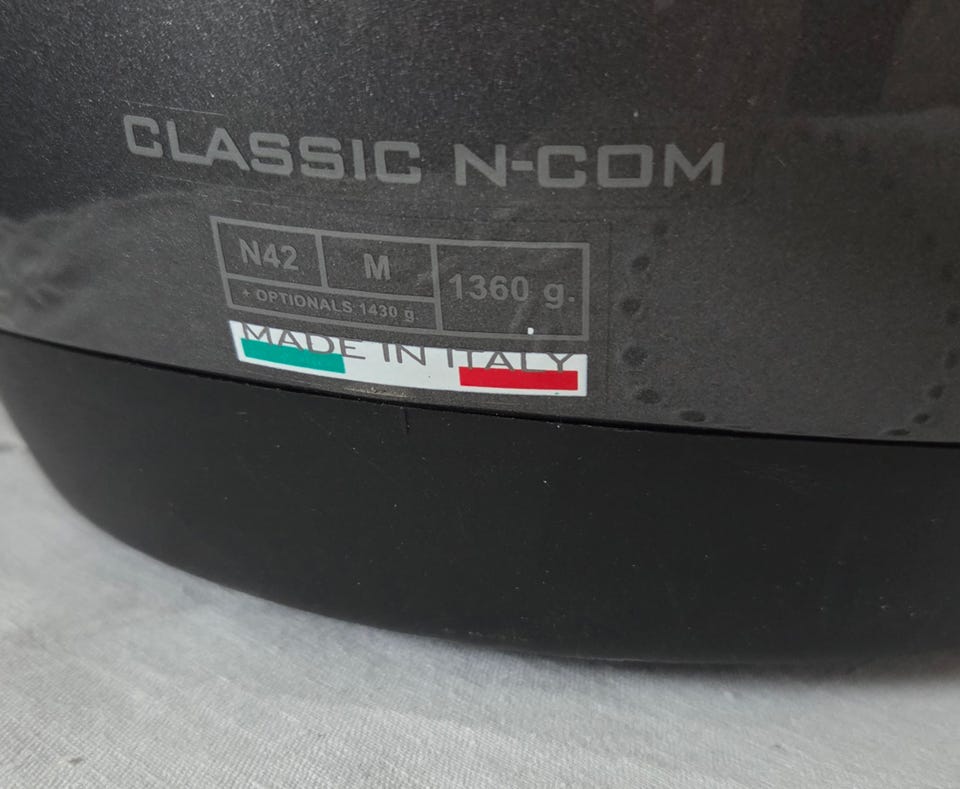 CLASSIC N-COM
N42 M 1360 g.
+ OPTIONALS 1430 g.
MADE IN ITALY